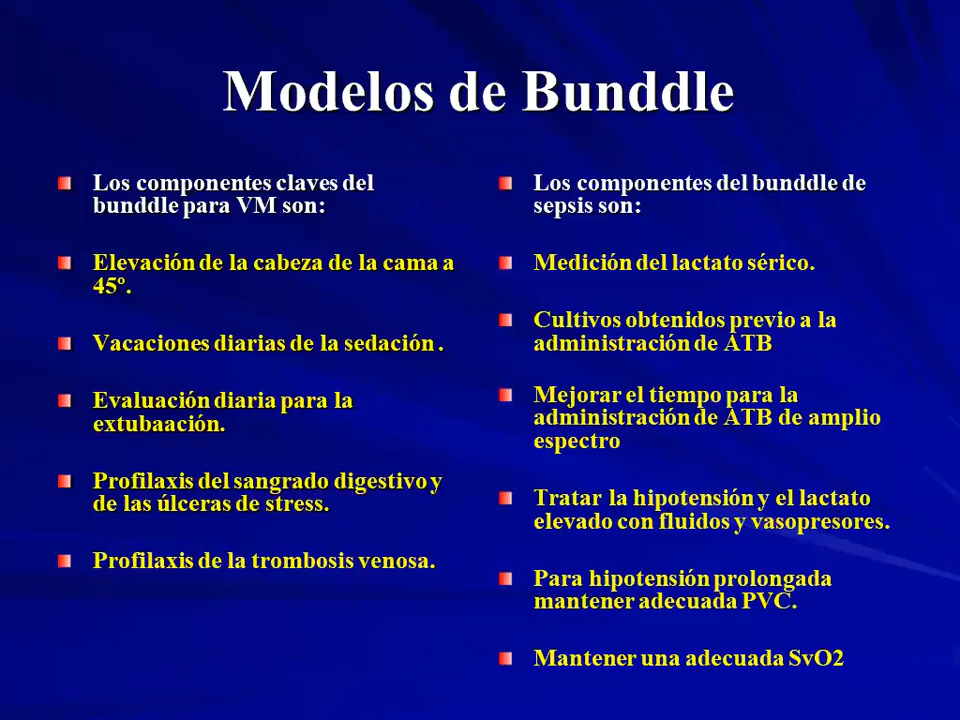 Modelos de Bunddle
Los componentes claves del
bunddle para VM son:
Elevación de la cabeza de la cama a
45º.
Vacaciones diarias de la sedación .
Evaluación diaria para la
extubaación.
Profilaxis del sangrado digestivo y
de las úlceras de stress.
Profilaxis de la trombosis venosa.
Los componentes del bunddle de
sepsis son:
Medición del lactato sérico.
Cultivos obtenidos previo a la
administración de ATB
Mejorar el tiempo para la
administración de ATB de amplio
espectro
Tratar la hipotensión y el lactato
elevado con fluidos y vasopresores.
Para hipotensión prolongada
mantener adecuada PVC.
Mantener una adecuada SvO2